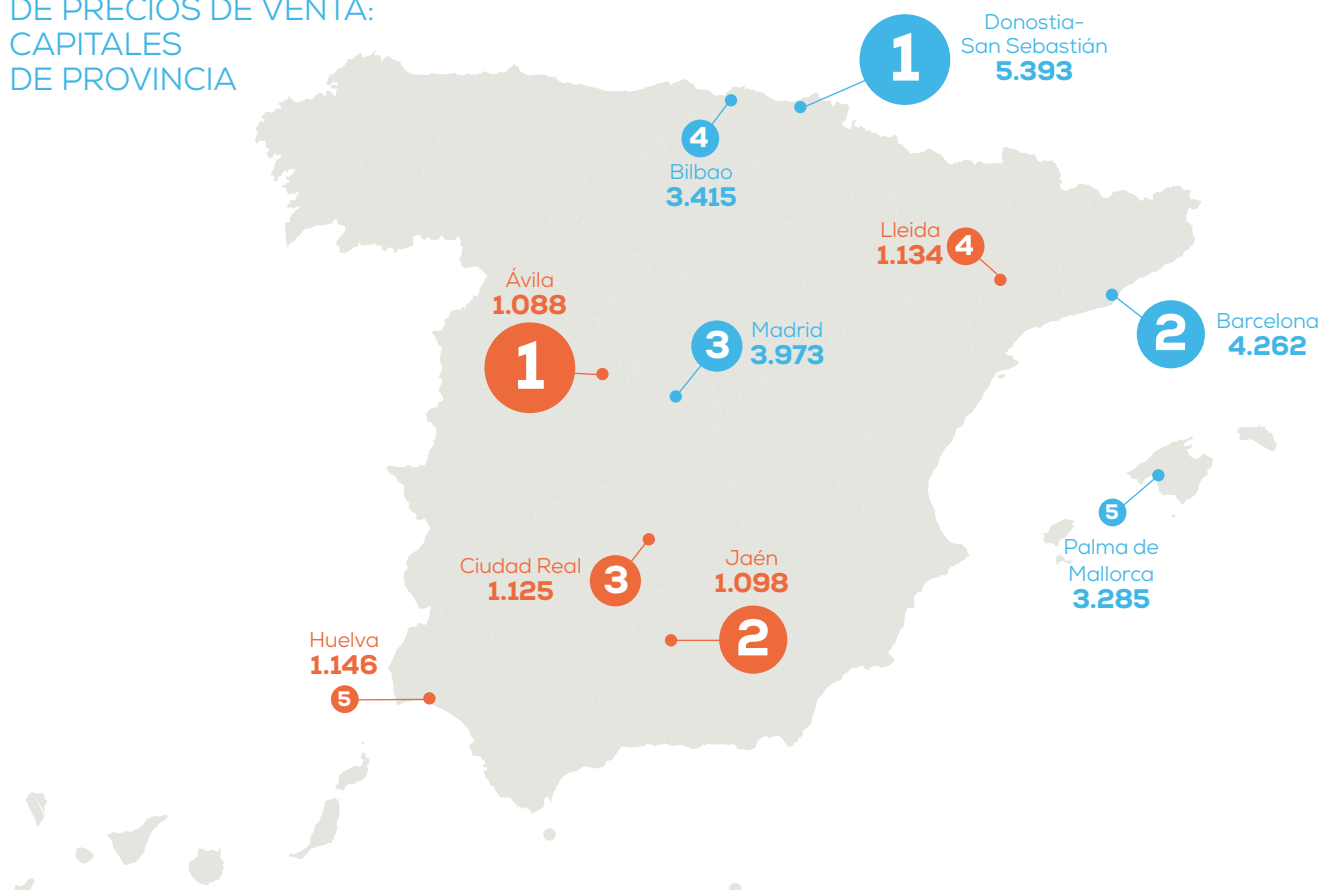 DE PRECIOS DE VENTA:
CAPITALES
DE PROVINCIA
1
Donostia-
San Sebastián
5.393
4
Bilbao
3.415
Lleida
1.134
4
Ávila
1.088
1
3
Madrid
3.973
2
Barcelona
4.262
5
Palma de
Mallorca
3.285
Ciudad Real
1.125
3
Jaén
1.098
2
Huelva
1.146
5